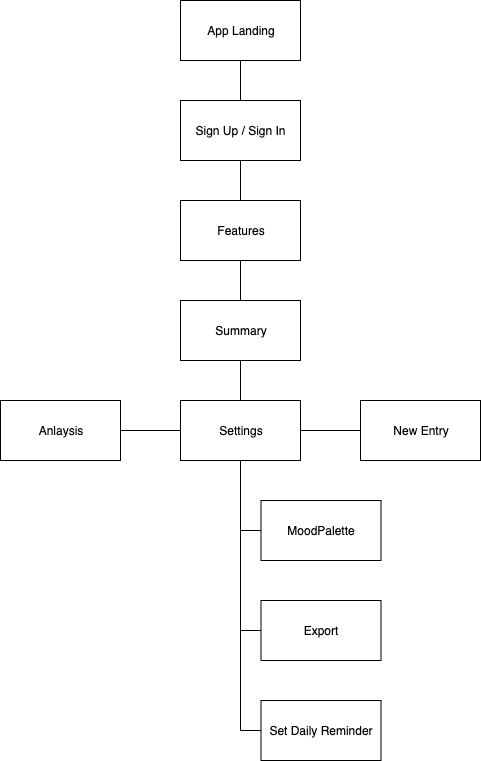 App Landing
Sign Up / Sign In
Features
Summary
Anlaysis
Settings
New Entry
MoodPalette
Export
Set Daily Reminder